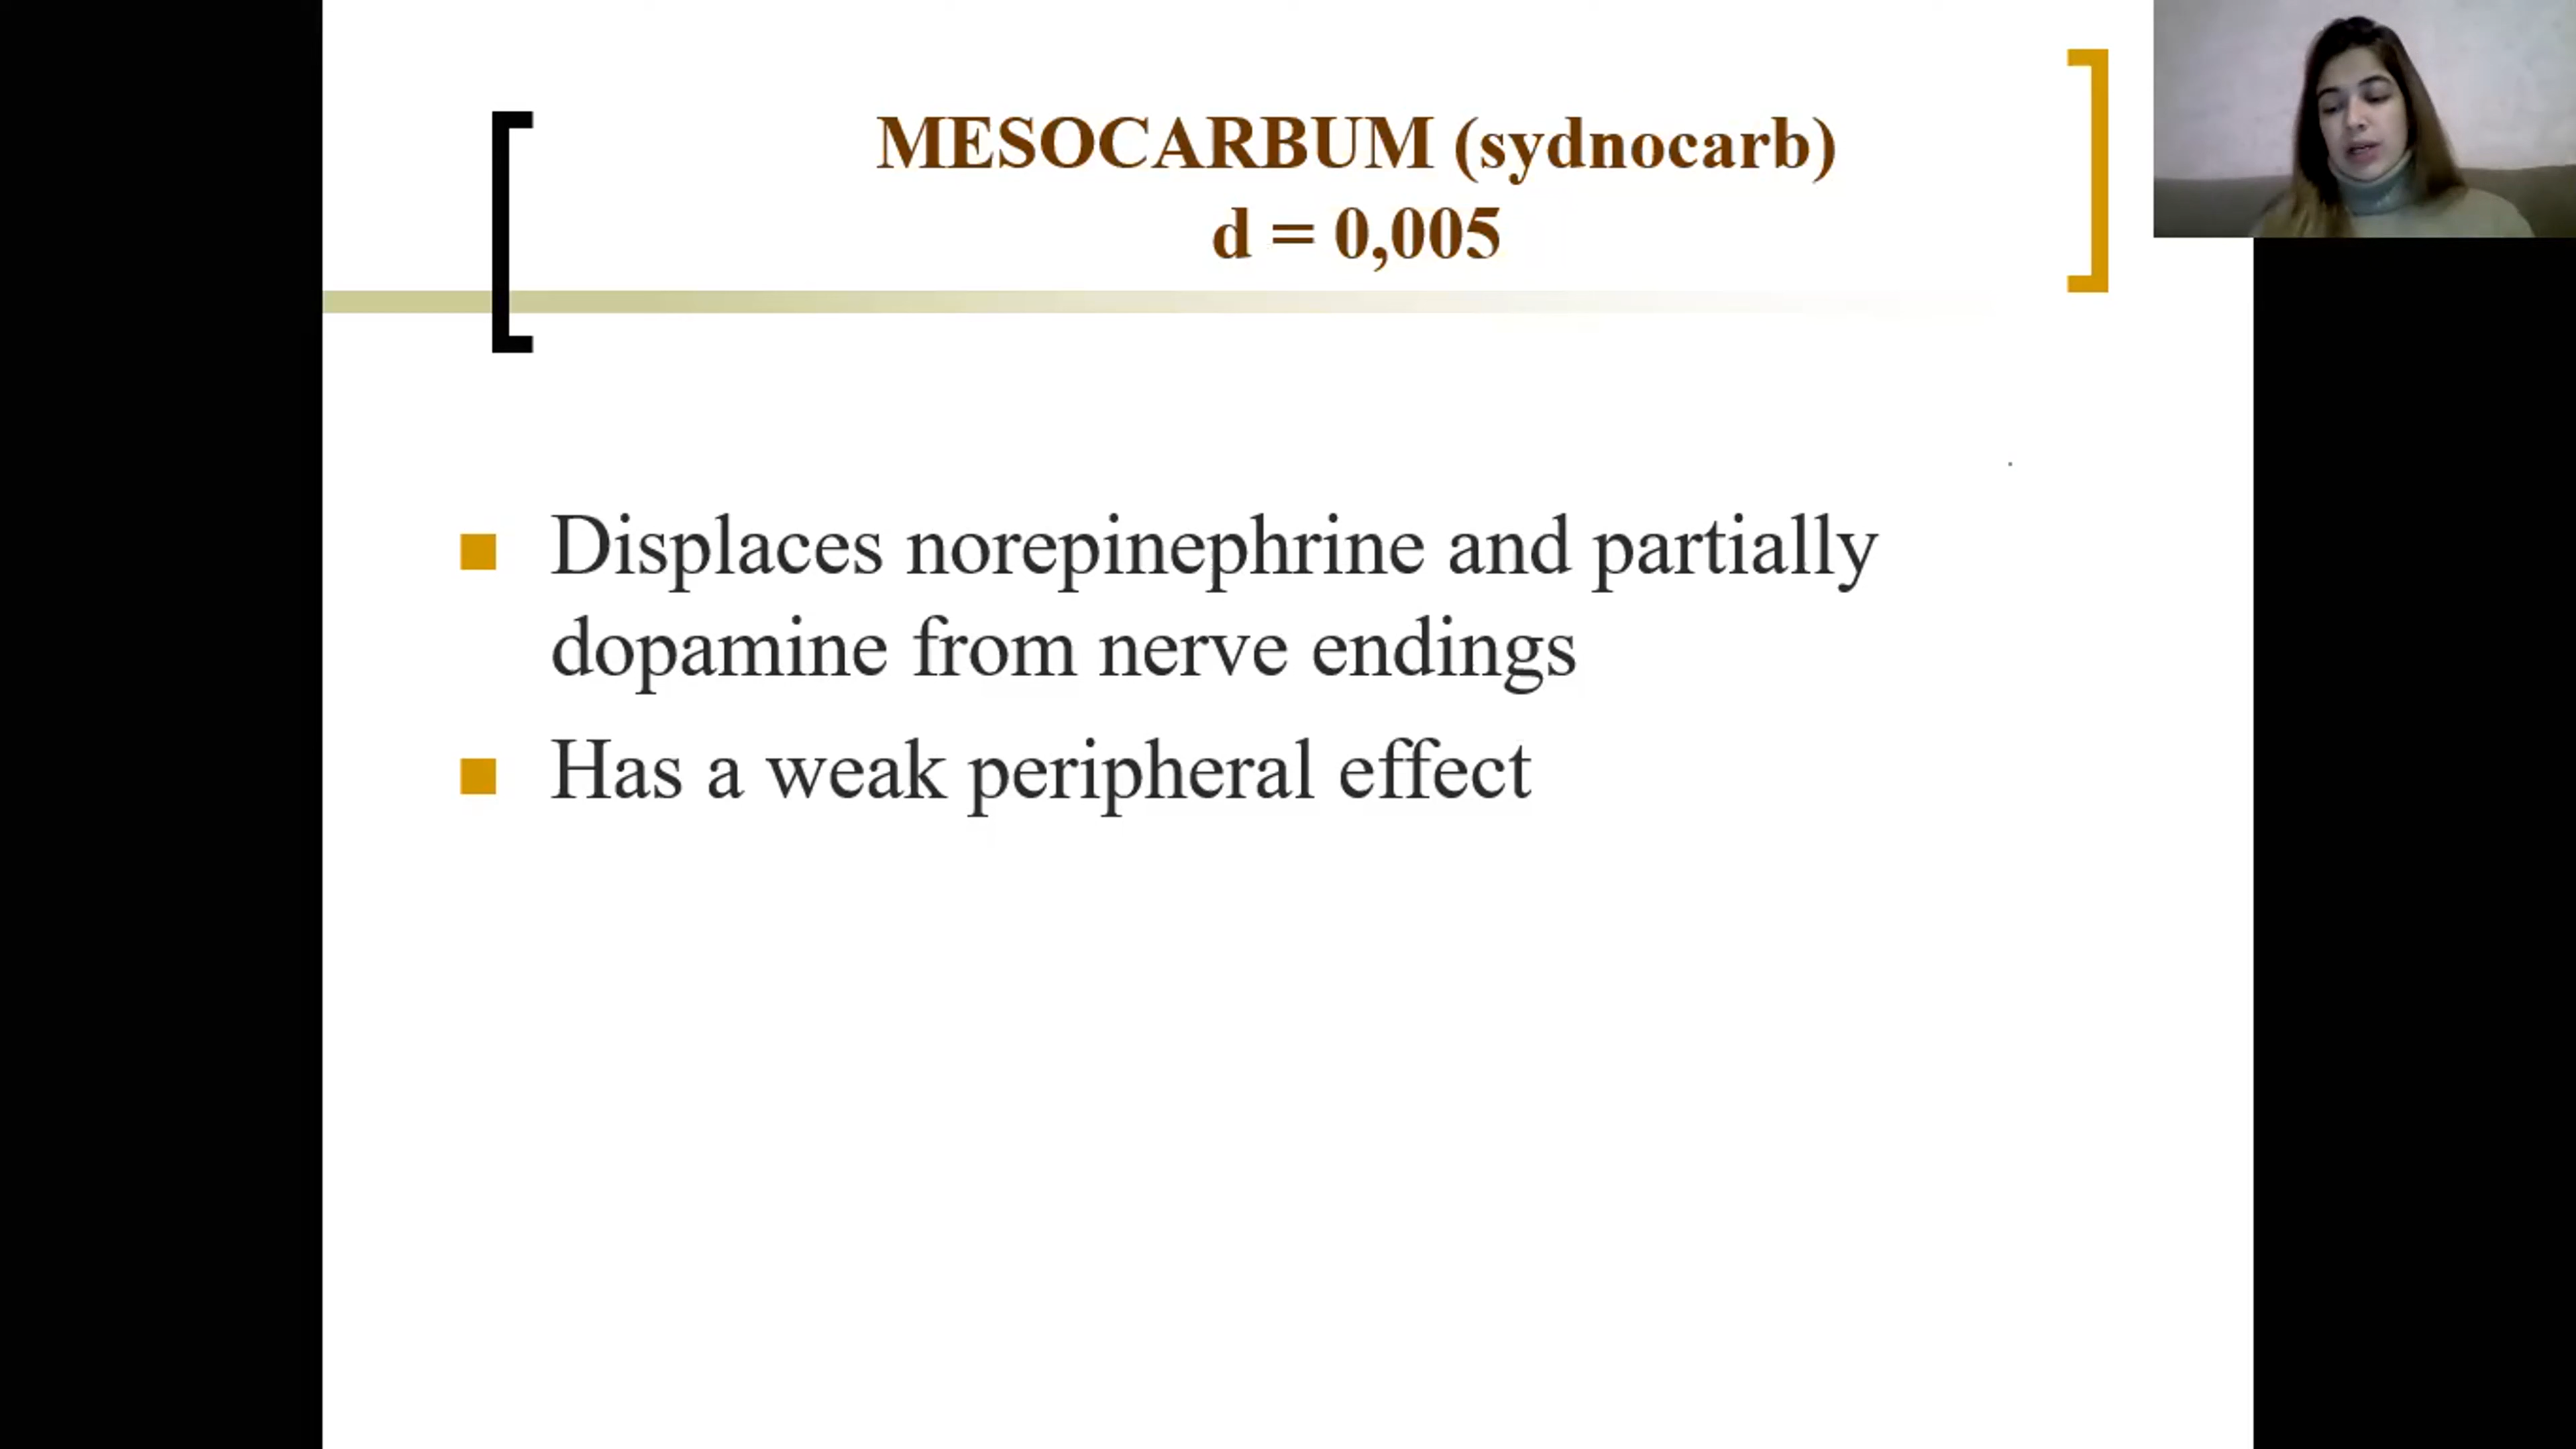 MESOCARBUM (sydnocarb)
d = 0,005
Displaces norepinephrine and partially
dopamine from nerve endings
Has a weak peripheral effect